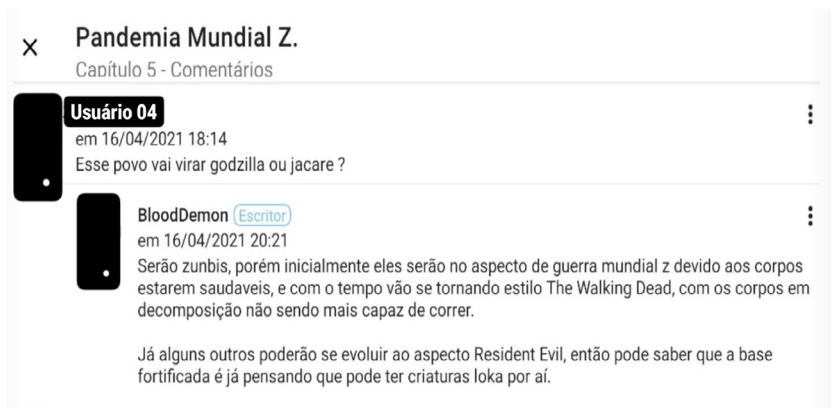 Pandemia Mundial Z.
Capítulo 5 - Comentários
Usuário 04
em 16/04/2021 18:14
Esse povo vai virar godzilla ou jacare ?
BloodDemon Escritor
em 16/04/2021 20:21
Serão zunbis, porém inicialmente eles serão no aspecto de guerra mundial z devido aos corpos
estarem saudaveis, e com o tempo vão se tornando estilo The Walking Dead, com os corpos em
decomposição não sendo mais capaz de correr.
Já alguns outros poderão se evoluir ao aspecto Resident Evil, então pode saber que a base
fortificada é já pensando que pode ter criaturas loka por aí.